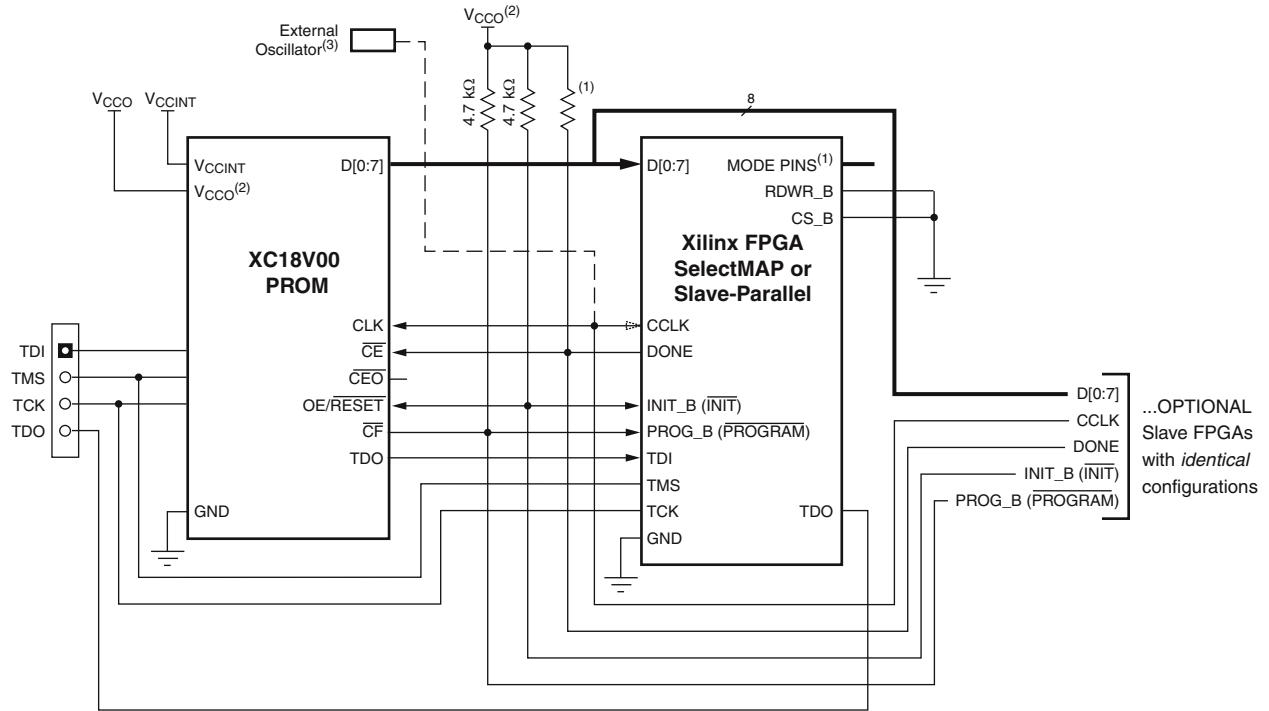 External
Oscillator(3)
VCCO(2)
4.7 kΩ
4.7 kΩ
(1)
8
VCCO
VCCINT
VCCINT
VCCO(2)
D[0:7]
XC18V00
PROM
CLK
CE
CEO
OE/RESET
CF
TDO
GND
TDI
TMS
TCK
TDO
D[0:7]
MODE PINS(1)
RDWR_B
CS_B
Xilinx FPGA
SelectMAP or
Slave-Parallel
CCLK
DONE
INIT_B (INIT)
PROG_B (PROGRAM)
TDI
TMS
TCK
TDO
GND
D[0:7]
CCLK
DONE
INIT_B (INIT)
PROG_B (PROGRAM)
...OPTIONAL
Slave FPGAs
with identical
configurations